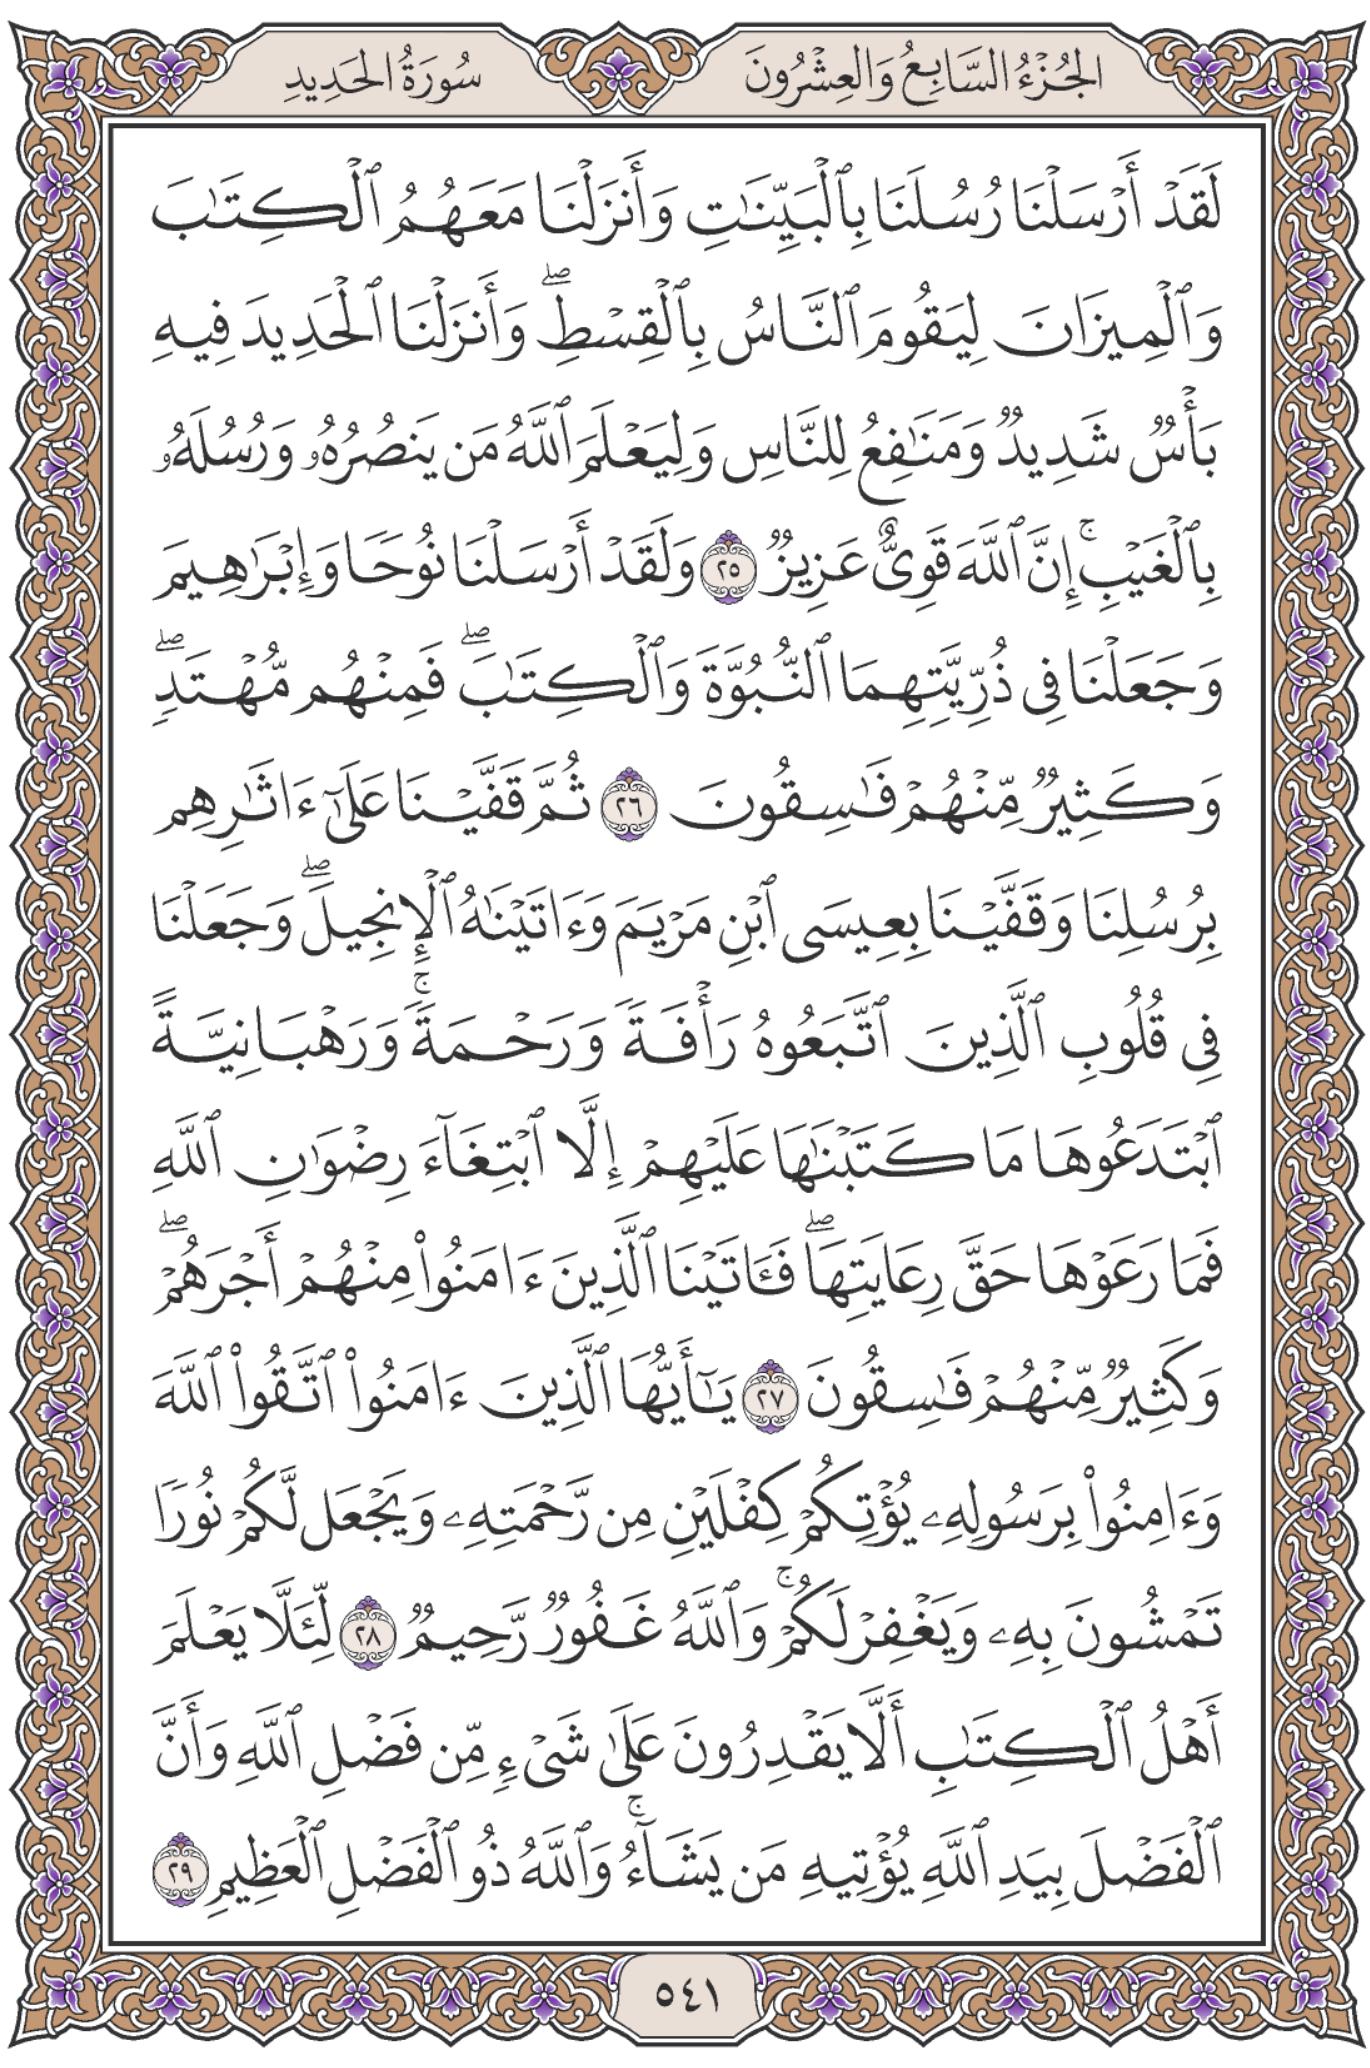 الجُزْءُ السَّابِعُ وَالعِشْرُونَ
سُورَةُ الحَدِيدِ
لَقَدۡ أَرۡسَلۡنَا رُسُلَنَا بِٱلۡبَيِّنَٰتِ وَأَنزَلۡنَا مَعَهُمُ ٱلۡكِتَٰبَ
وَٱلۡمِيزَانَ لِيَقُومَ ٱلنَّاسُ بِٱلۡقِسۡطِۖ وَأَنزَلۡنَا ٱلۡحَدِيدَ فِيهِ
بَأۡسٞ شَدِيدٞ وَمَنَٰفِعُ لِلنَّاسِ وَلِيَعۡلَمَ ٱللَّهُ مَن يَنصُرُهُۥ وَرُسُلَهُۥ
بِٱلۡغَيۡبِۚ إِنَّ ٱللَّهَ قَوِيٌّ عَزِيزٞ ٢٥ وَلَقَدۡ أَرۡسَلۡنَا نُوحٗا وَإِبۡرَٰهِيمَ
وَجَعَلۡنَا فِي ذُرِّيَّتِهِمَا ٱلنُّبُوَّةَ وَٱلۡكِتَٰبَۖ فَمِنۡهُم مُّهۡتَدٖۖ
وَكَثِيرٞ مِّنۡهُمۡ فَٰسِقُونَ ٢٦ ثُمَّ قَفَّيۡنَا عَلَىٰٓ ءَاثَٰرِهِم
بِرُسُلِنَا وَقَفَّيۡنَا بِعِيسَى ٱبۡنِ مَرۡيَمَ وَءَاتَيۡنَٰهُ ٱلۡإِنجِيلَۖ وَجَعَلۡنَا
فِي قُلُوبِ ٱلَّذِينَ ٱتَّبَعُوهُ رَأۡفَةٗ وَرَحۡمَةٗۚ وَرَهۡبَانِيَّةً
ٱبۡتَدَعُوهَا مَا كَتَبۡنَٰهَا عَلَيۡهِمۡ إِلَّا ٱبۡتِغَآءَ رِضۡوَٰنِ ٱللَّهِ
فَمَا رَعَوۡهَا حَقَّ رِعَايَتِهَاۖ فَـَٔاتَيۡنَا ٱلَّذِينَ ءَامَنُواْ مِنۡهُمۡ أَجۡرَهُمۡۖ
وَكَثِيرٞ مِّنۡهُمۡ فَٰسِقُونَ ٢٧ يَٰٓأَيُّهَا ٱلَّذِينَ ءَامَنُواْ ٱتَّقُواْ ٱللَّهَ
وَءَامِنُواْ بِرَسُولِهِۦ يُؤۡتِكُمۡ كِفۡلَيۡنِ مِن رَّحۡمَتِهِۦ وَيَجۡعَل لَّكُمۡ نُورٗا
تَمۡشُونَ بِهِۦ وَيَغۡفِرۡ لَكُمۡۚ وَٱللَّهُ غَفُورٞ رَّحِيمٞ ٢٨ لِّئَلَّا يَعۡلَمَ
أَهۡلُ ٱلۡكِتَٰبِ أَلَّا يَقۡدِرُونَ عَلَىٰ شَيۡءٖ مِّن فَضۡلِ ٱللَّهِ وَأَنَّ
ٱلۡفَضۡلَ بِيَدِ ٱللَّهِ يُؤۡتِيهِ مَن يَشَآءُۚ وَٱللَّهُ ذُو ٱلۡفَضۡلِ ٱلۡعَظِيمِ ٢٩
٥٤١